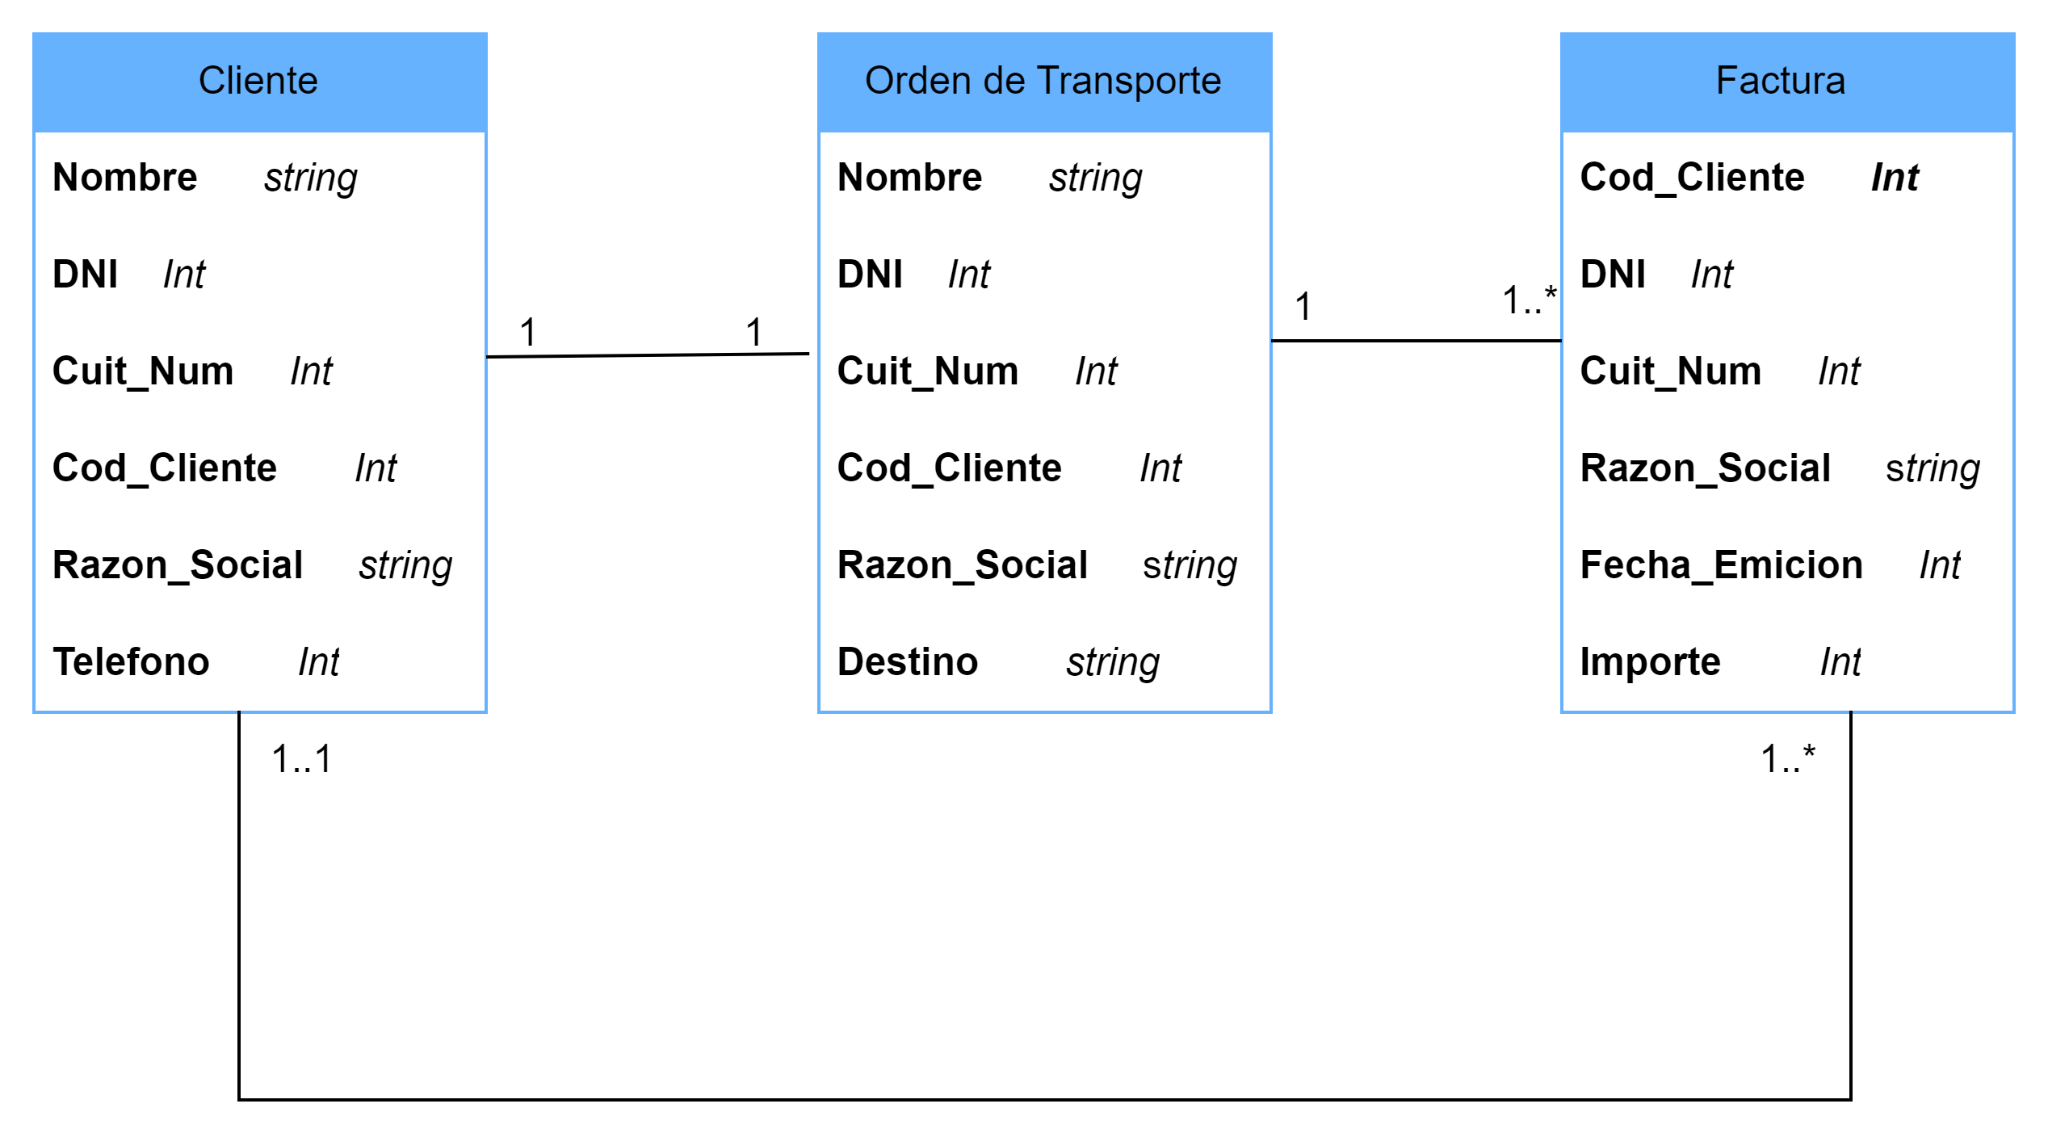 Cliente
Nombre string
DNI Int
Cuit_Num Int
Cod_Cliente Int
Razon_Social string
Telefono Int
1 1
Orden de Transporte
Nombre string
DNI Int
Cuit_Num Int
Cod_Cliente Int
Razon_Social string
Destino string
1 1..*
Factura
Cod_Cliente Int
DNI Int
Cuit_Num Int
Razon_Social string
Fecha_Emicion Int
Importe Int
1..1 1..*